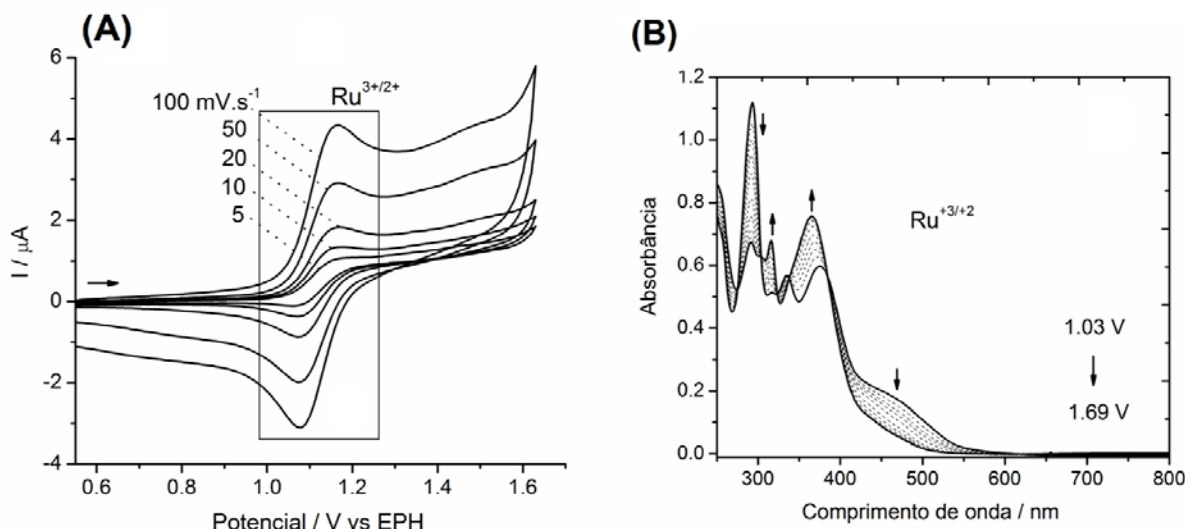 (A)
6
4
2
0
-2
-4
I / µA
100 mV.s⁻¹
50
20
10
5
Ru³⁺/²⁺
0.6
0.8
1.0
1.2
1.4
1.6
Potencial / V vs EPH
(B)
1.2
1.0
0.8
0.6
0.4
0.2
0.0
Absorbância
Ru⁺³/⁺²
1.03 V
1.69 V
300
400
500
600
700
800
Comprimento de onda / nm